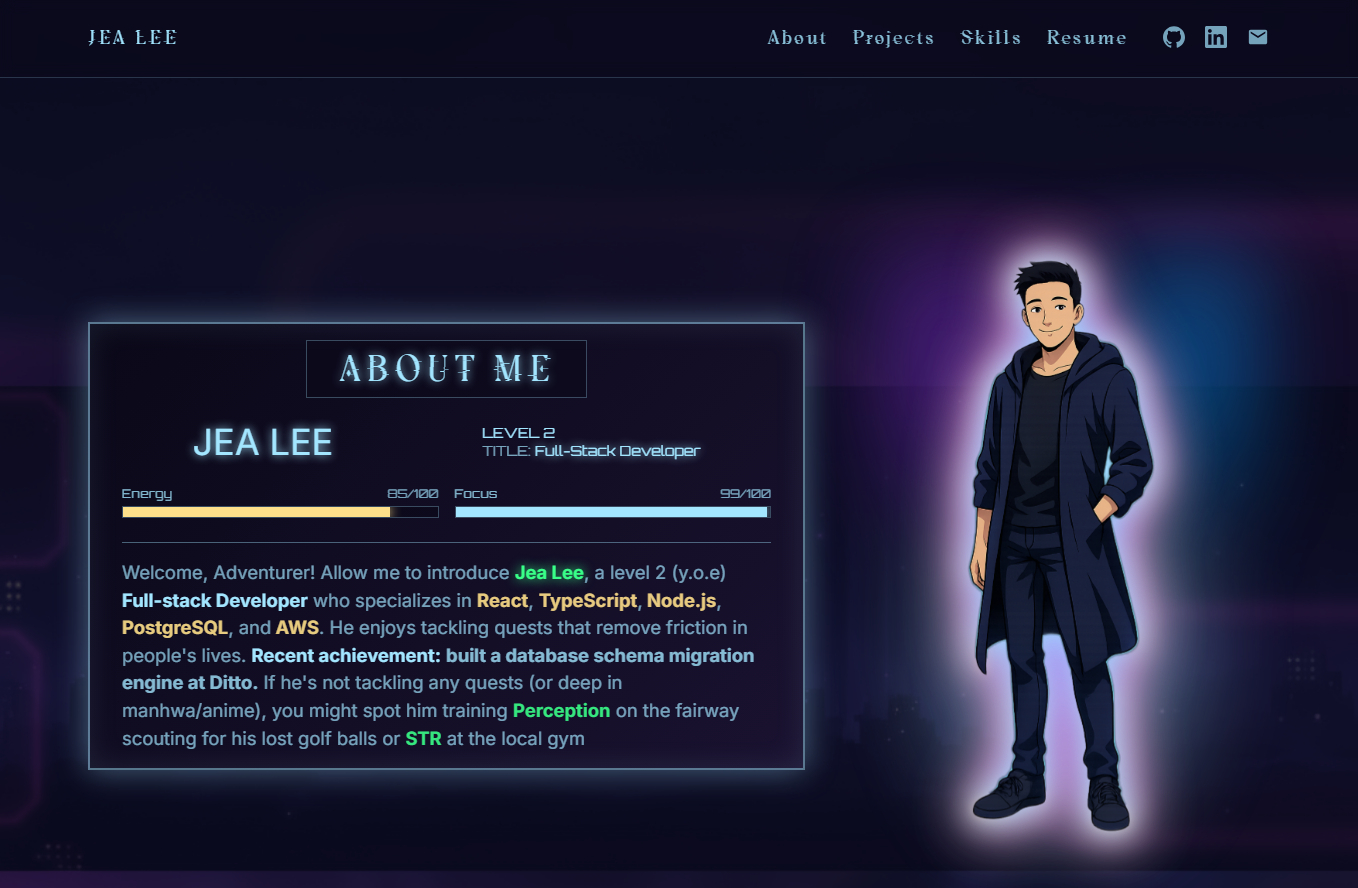 JEA LEE
About Projects Skills Resume
in
ABOUT ME
JEA LEE
LEVEL 2
TITLE: Full-Stack Developer
Energy 85/100 Focus 99/100
Welcome, Adventurer! Allow me to introduce Jea Lee, a level 2 (y.o.e)
Full-stack Developer who specializes in React, TypeScript, Node.js,
PostgreSQL, and AWS. He enjoys tackling quests that remove friction in
people's lives. Recent achievement: built a database schema migration
engine at Ditto. If he's not tackling any quests (or deep in
manhwa/anime), you might spot him training Perception on the fairway
scouting for his lost golf balls or STR at the local gym